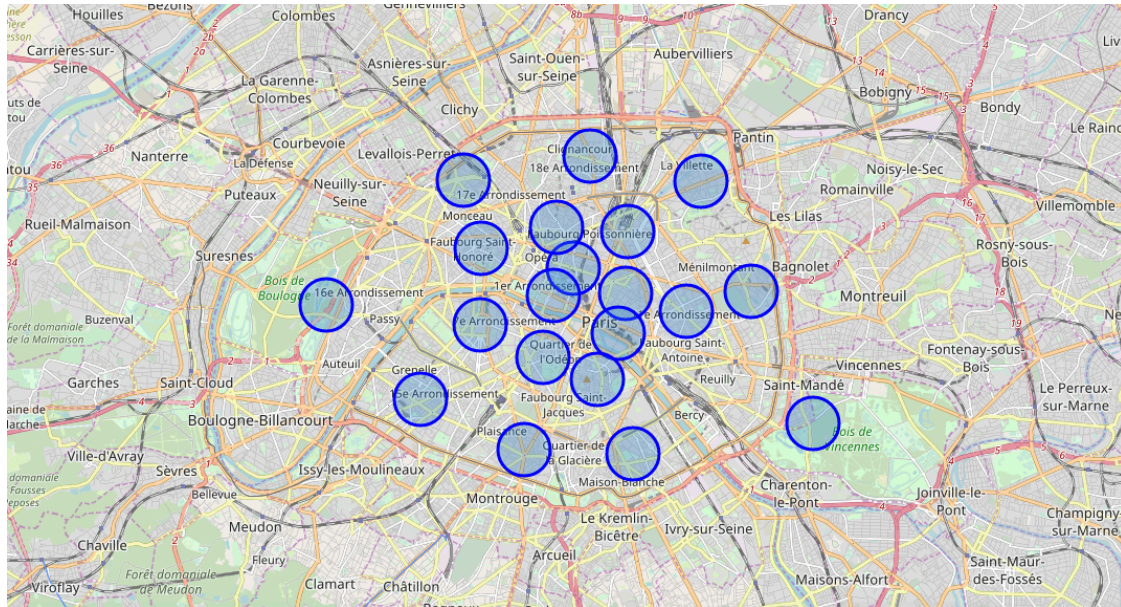 Houilles
Bezons
Colombes
Gennevilliers
Drancy
Carrières-sur-
Seine
Asnières-sur-
Seine
Saint-Ouen-
sur-Seine
Aubervilliers
La Garenne-
Colombes
Clichy
Bobigny
Bondy
Courbevoie
Pantin
Nanterre
La Défense
Levallois-Perret
Clignancourt
18e Arrondissement
La Villette
Noisy-le-Sec
Puteaux
Neuilly-sur-
Seine
17e Arrondissement
Romainville
Villemomble
Rueil-Malmaison
Monceau
Les Lilas
Faubourg Saint-
Honoré
Faubourg Poissonnière
Opéra
Rosny-sous-
Bois
Suresnes
Ménilmontant
Bagnolet
Bois de
Boulogne
16e Arrondissement
1er Arrondissement
Montreuil
Buzenval
Passy
7e Arrondissement
Paris
e Arrondissement
Forêt domaniale
de la Malmaison
Quartier de
l'Odéon
Faubourg Saint-
Antoine
Fontenay-sous-
Bois
Auteuil
Grenelle
Reuilly
Vincennes
Garches
Saint-Cloud
15e Arrondissement
Saint-Mandé
Le Perreux-
sur-Marne
Faubourg Saint-
Jacques
Bercy
Boulogne-Billancourt
Plaisance
Quartier de
la Glacière
Bois de
Vincennes
Ville-d'Avray
Sèvres
Issy-les-Moulineaux
Maison-Blanche
Charenton-
le-Pont
Joinville-le-
Pont
Bellevue
Montrouge
Le Kremlin-
Bicêtre
Ivry-sur-Seine
Champigny-
sur-Marne
Meudon
Chaville
Fleury
Arcueil
Saint-Maur-
des-Fossés
Viroflay
Forêt domaniale
de Meudon
Clamart
Châtillon
Maisons-Alfort